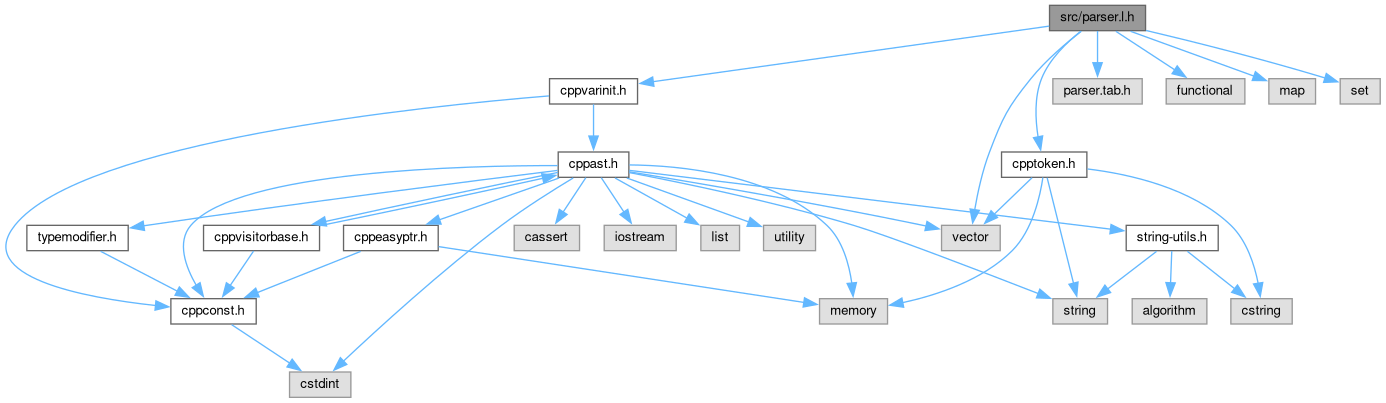 src/parser.l.h
cppvarinit.h
parser.tab.h
functional
map
set
cppast.h
cpptoken.h
typemodifier.h
cppvisitorbase.h
cppeasyptr.h
cassert
iostream
list
utility
vector
string-utils.h
cppconst.h
memory
string
algorithm
cstring
cstdint